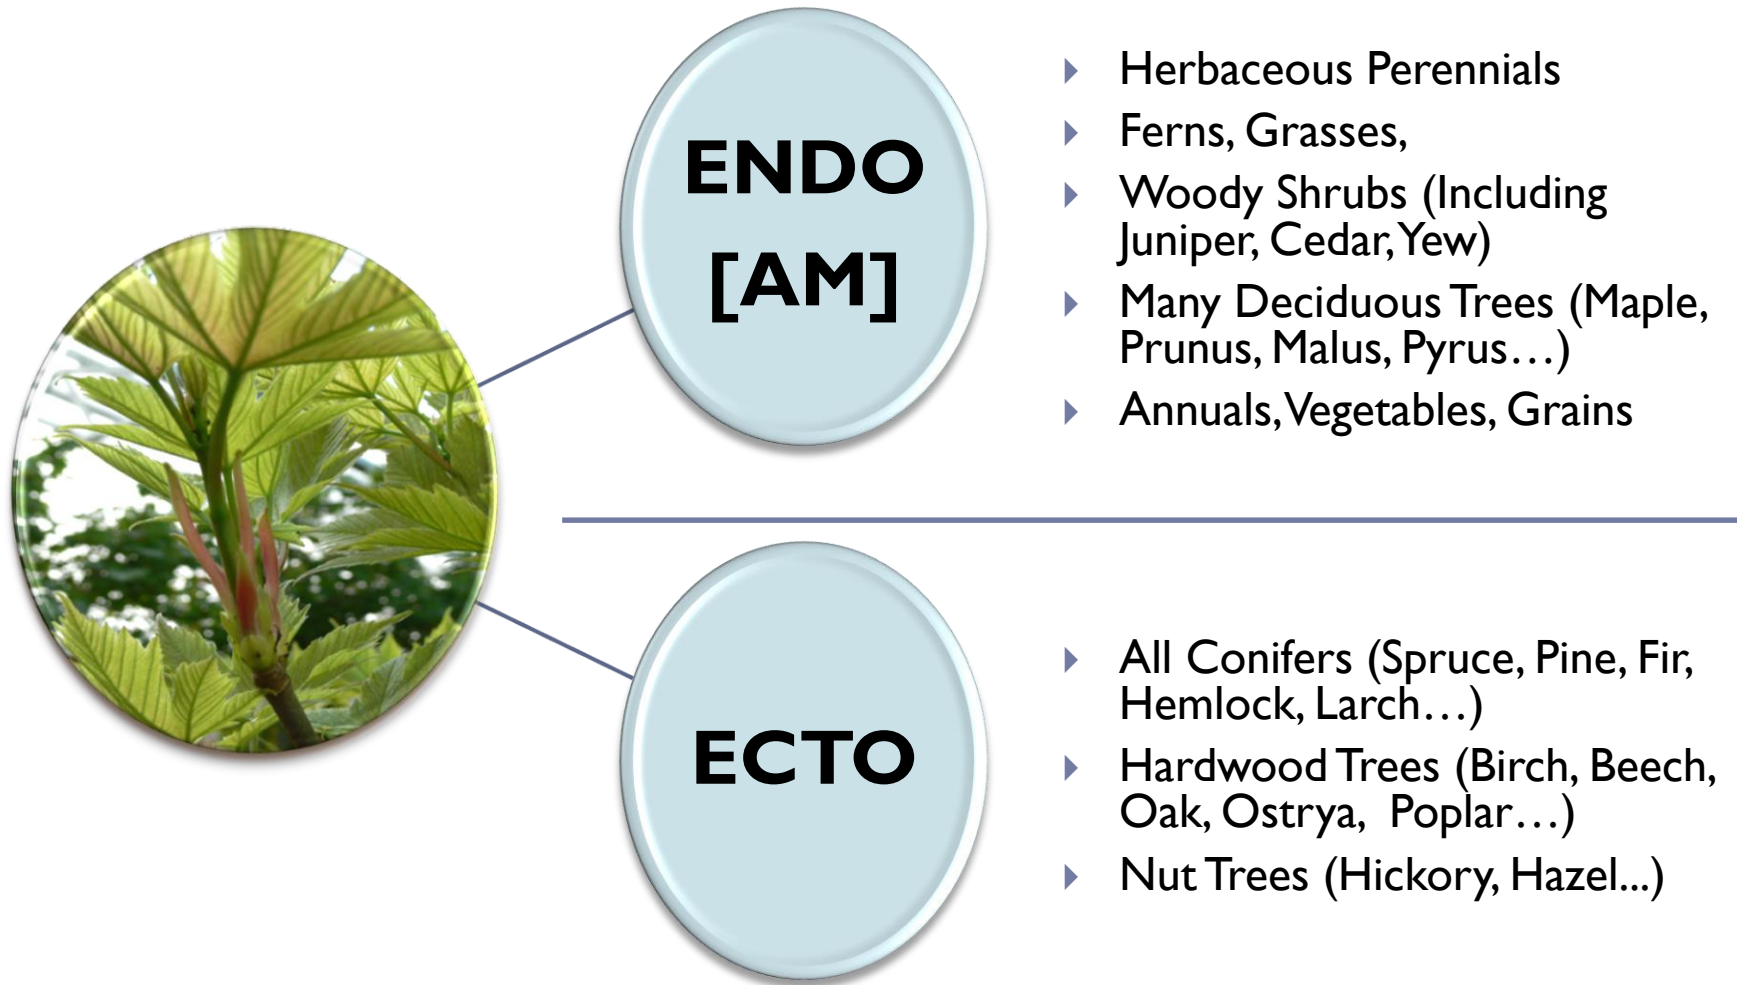 ENDO
[AM]
Herbaceous Perennials
Ferns, Grasses,
Woody Shrubs (Including
Juniper, Cedar, Yew)
Many Deciduous Trees (Maple,
Prunus, Malus, Pyrus…)
Annuals, Vegetables, Grains
ECTO
All Conifers (Spruce, Pine, Fir,
Hemlock, Larch…)
Hardwood Trees (Birch, Beech,
Oak, Ostrya, Poplar…)
Nut Trees (Hickory, Hazel...)